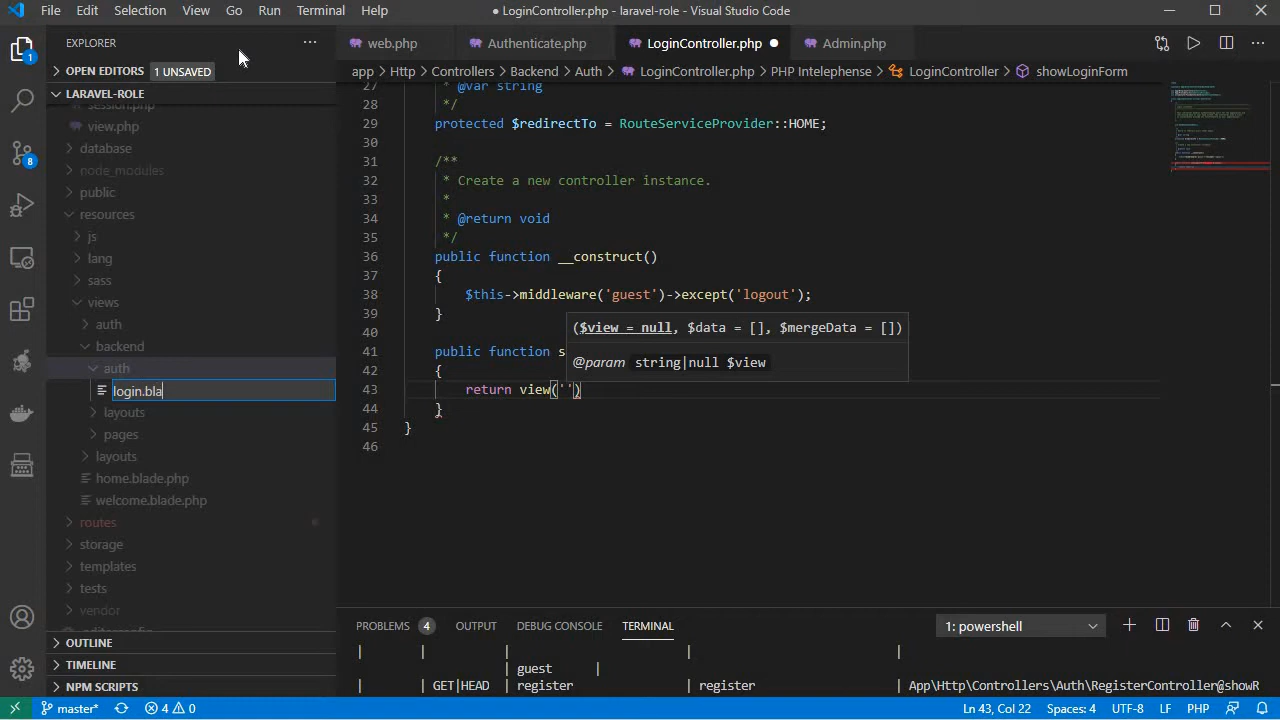 File Edit Selection View Go Run Terminal Help ● LoginController.php - laravel-role - Visual Studio Code
EXPLORER
OPEN EDITORS 1 UNSAVED
LARAVEL-ROLE
session.php
view.php
database
node_modules
public
resources
js
lang
sass
views
auth
backend
auth
login.bla
layouts
pages
layouts
home.blade.php
welcome.blade.php
routes
storage
templates
tests
vendor
.editorconfig
OUTLINE
TIMELINE
NPM SCRIPTS
1
8
web.php Authenticate.php LoginController.php ● Admin.php
app > Http > Controllers > Backend > Auth > LoginController.php > PHP Intelephense > LoginController > showLoginForm
27 * @var string
28 */
29 protected $redirectTo = RouteServiceProvider::HOME;
30
31 /**
32 * Create a new controller instance.
33 *
34 * @return void
35 */
36 public function __construct()
37 {
38 $this->middleware('guest')->except('logout');
39 }
40
41 public function s
42 {
43 return view('')
44 }
45 }
46
($view = null, $data = [], $mergeData = [])
@param string|null $view
PROBLEMS 4 OUTPUT DEBUG CONSOLE TERMINAL 1: powershell
| | | | |
| guest |
| | GET|HEAD | register | register | App\Http\Controllers\Auth\RegisterController@showR
master* 4 0 Ln 43, Col 22 Spaces: 4 UTF-8 LF PHP